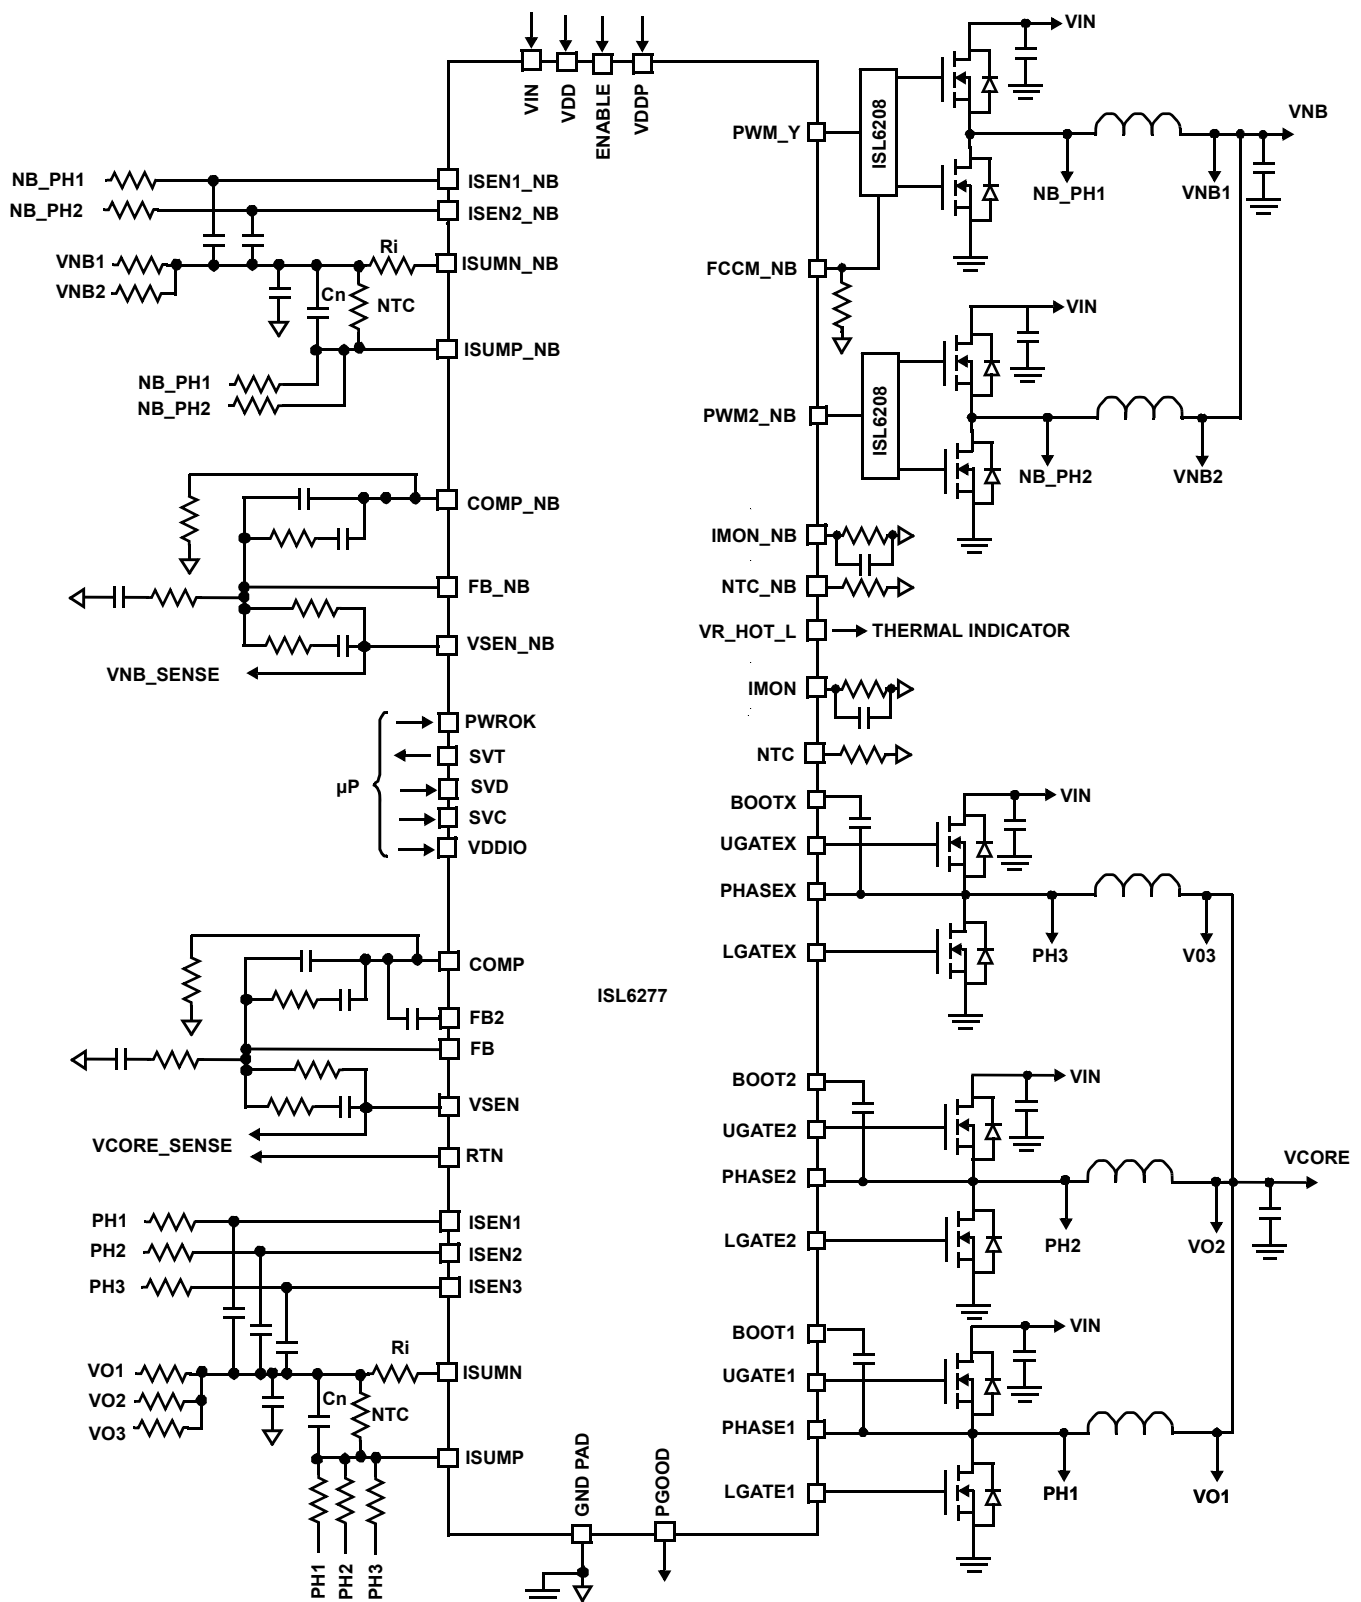 VIN
VDD
ENABLE
VDDP
VIN
PWM_Y
ISL6208
VNB
NB_PH1
VNB1
NB_PH1
ISEN1_NB
NB_PH2
ISEN2_NB
VNB1
Ri
ISUMN_NB
FCCM_NB
VNB2
Cn
NTC
VIN
ISUMP_NB
NB_PH1
NB_PH2
PWM2_NB
ISL6208
NB_PH2
VNB2
COMP_NB
IMON_NB
FB_NB
NTC_NB
VR_HOT_L
THERMAL INDICATOR
VSEN_NB
VNB_SENSE
IMON
PWROK
SVT
NTC
µP
SVD
SVC
VDDIO
BOOTX
VIN
UGATEX
PHASEX
LGATEX
PH3
V03
COMP
ISL6277
FB2
FB
VSEN
VCORE_SENSE
RTN
BOOT2
VIN
UGATE2
PHASE2
VCORE
LGATE2
PH2
VO2
PH1
ISEN1
PH2
ISEN2
PH3
ISEN3
BOOT1
VIN
Ri
VO1
ISUMN
UGATE1
VO2
Cn
NTC
VO3
PHASE1
ISUMP
LGATE1
PH1
VO1
PH1
PH2
PH3
GND PAD
PGOOD